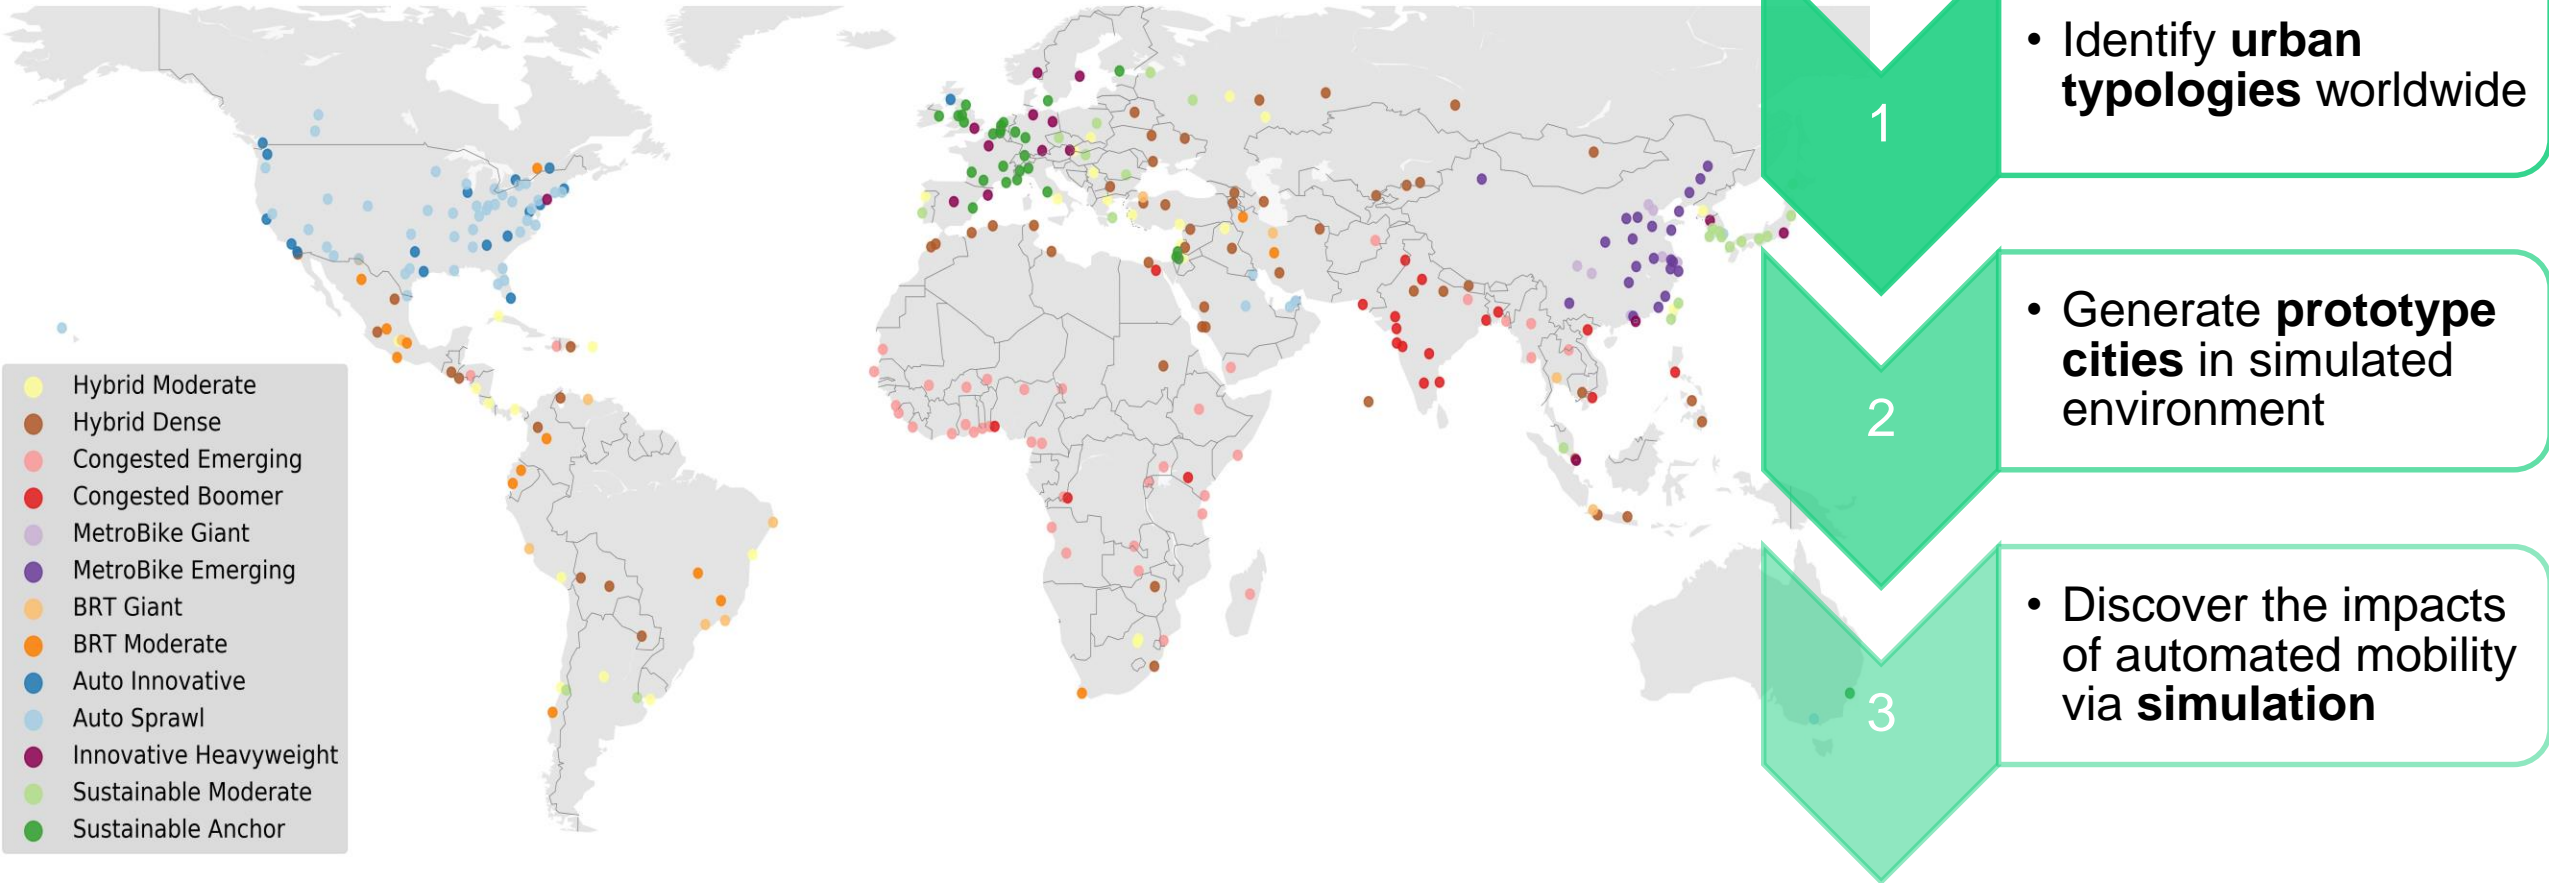 Hybrid Moderate
Hybrid Dense
Congested Emerging
Congested Boomer
MetroBike Giant
MetroBike Emerging
BRT Giant
BRT Moderate
Auto Innovative
Auto Sprawl
Innovative Heavyweight
Sustainable Moderate
Sustainable Anchor
1
• Identify urban
typologies worldwide
2
• Generate prototype
cities in simulated
environment
3
• Discover the impacts
of automated mobility
via simulation